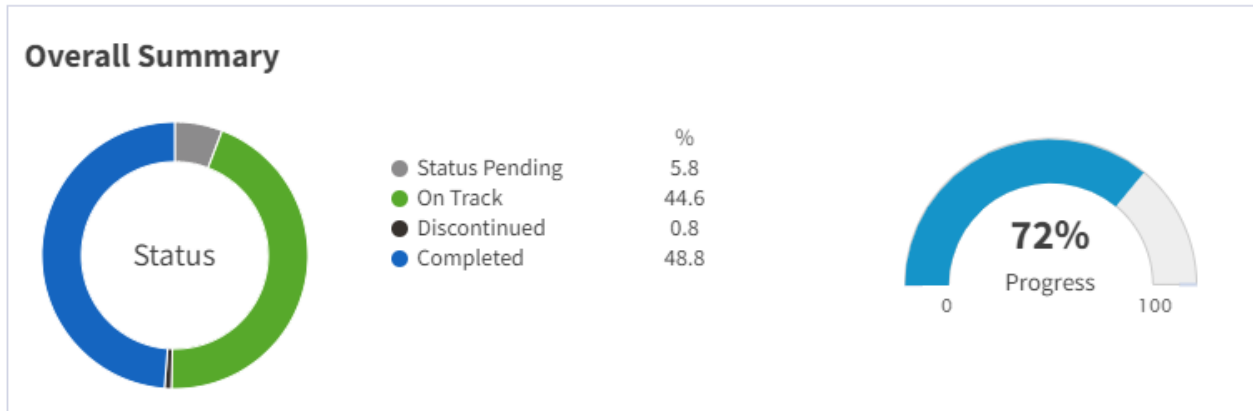 Overall Summary
Status
%
Status Pending 5.8
On Track 44.6
Discontinued 0.8
Completed 48.8
72%
Progress
0 100